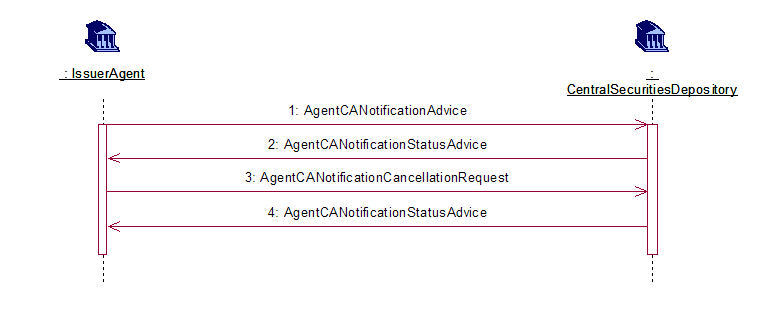 : IssuerAgent
:
CentralSecuritiesDepository
1: AgentCANotificationAdvice
2: AgentCANotificationStatusAdvice
3: AgentCANotificationCancellationRequest
4: AgentCANotificationStatusAdvice